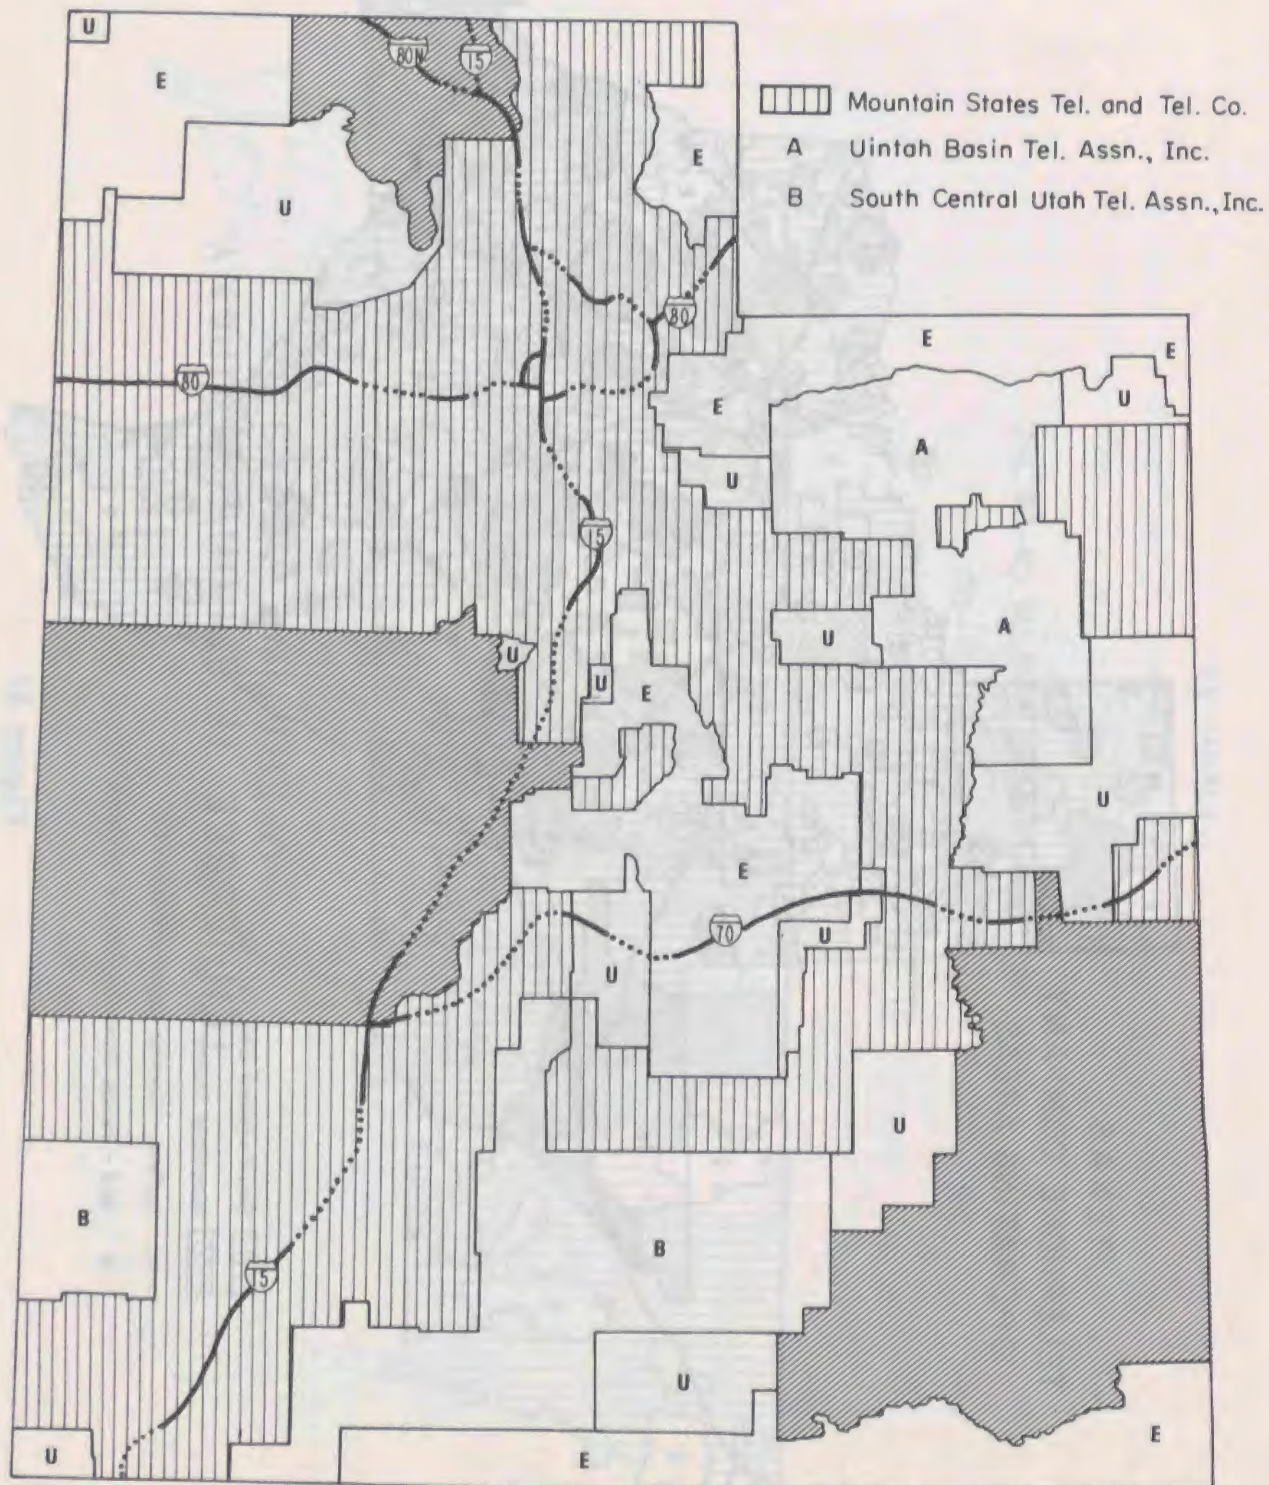 U
80N
15
E
Mountain States Tel. and Tel. Co.
A Uintah Basin Tel. Assn., Inc.
E
U
B South Central Utah Tel. Assn., Inc.
80
E
E
80
E
U
A
U
15
A
U
U
U
E
U
E
70
U
U
U
B
B
15
U
E
U
E